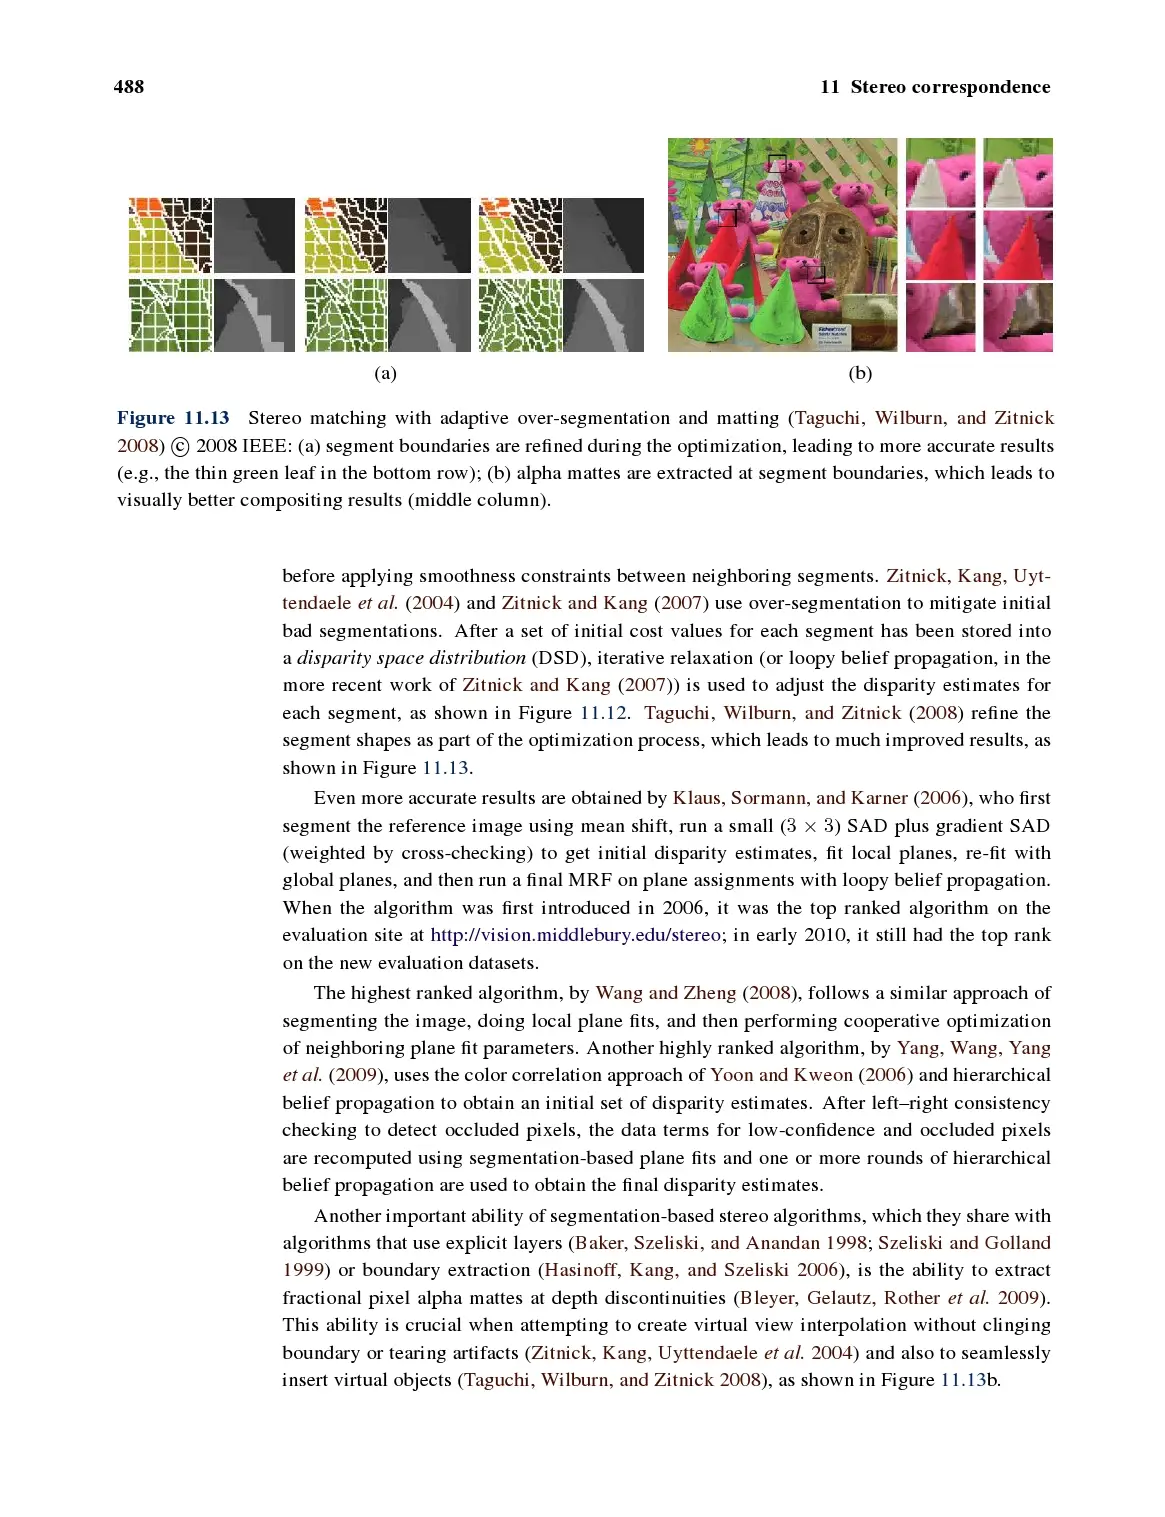 488
11 Stereo correspondence
(a)
(b)
Figure 11.13 Stereo matching with adaptive over-segmentation and matting (Taguchi, Wilburn, and Zitnick
2008) © 2008 IEEE: (a) segment boundaries are refined during the optimization, leading to more accurate results
(e.g., the thin green leaf in the bottom row); (b) alpha mattes are extracted at segment boundaries, which leads to
visually better compositing results (middle column).
before applying smoothness constraints between neighboring segments. Zitnick, Kang, Uyt-
tendaele et al. (2004) and Zitnick and Kang (2007) use over-segmentation to mitigate initial
bad segmentations. After a set of initial cost values for each segment has been stored into
a disparity space distribution (DSD), iterative relaxation (or loopy belief propagation, in the
more recent work of Zitnick and Kang (2007)) is used to adjust the disparity estimates for
each segment, as shown in Figure 11.12. Taguchi, Wilburn, and Zitnick (2008) refine the
segment shapes as part of the optimization process, which leads to much improved results, as
shown in Figure 11.13.
Even more accurate results are obtained by Klaus, Sormann, and Karner (2006), who first
segment the reference image using mean shift, run a small (3 × 3) SAD plus gradient SAD
(weighted by cross-checking) to get initial disparity estimates, fit local planes, re-fit with
global planes, and then run a final MRF on plane assignments with loopy belief propagation.
When the algorithm was first introduced in 2006, it was the top ranked algorithm on the
evaluation site at http://vision.middlebury.edu/stereo; in early 2010, it still had the top rank
on the new evaluation datasets.
The highest ranked algorithm, by Wang and Zheng (2008), follows a similar approach of
segmenting the image, doing local plane fits, and then performing cooperative optimization
of neighboring plane fit parameters. Another highly ranked algorithm, by Yang, Wang, Yang
et al. (2009), uses the color correlation approach of Yoon and Kweon (2006) and hierarchical
belief propagation to obtain an initial set of disparity estimates. After left–right consistency
checking to detect occluded pixels, the data terms for low-confidence and occluded pixels
are recomputed using segmentation-based plane fits and one or more rounds of hierarchical
belief propagation are used to obtain the final disparity estimates.
Another important ability of segmentation-based stereo algorithms, which they share with
algorithms that use explicit layers (Baker, Szeliski, and Anandan 1998; Szeliski and Golland
1999) or boundary extraction (Hasinoff, Kang, and Szeliski 2006), is the ability to extract
fractional pixel alpha mattes at depth discontinuities (Bleyer, Gelautz, Rother et al. 2009).
This ability is crucial when attempting to create virtual view interpolation without clinging
boundary or tearing artifacts (Zitnick, Kang, Uyttendaele et al. 2004) and also to seamlessly
insert virtual objects (Taguchi, Wilburn, and Zitnick 2008), as shown in Figure 11.13b.